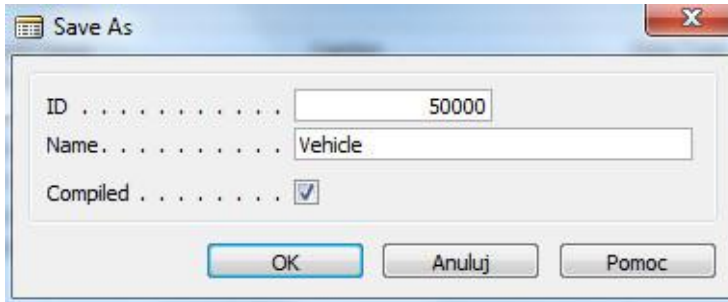 Save As
ID . . . . . . . . . . . 50000
Name. . . . . . . . . . Vehicle
Compiled . . . . . . . .
OK Anuluj Pomoc